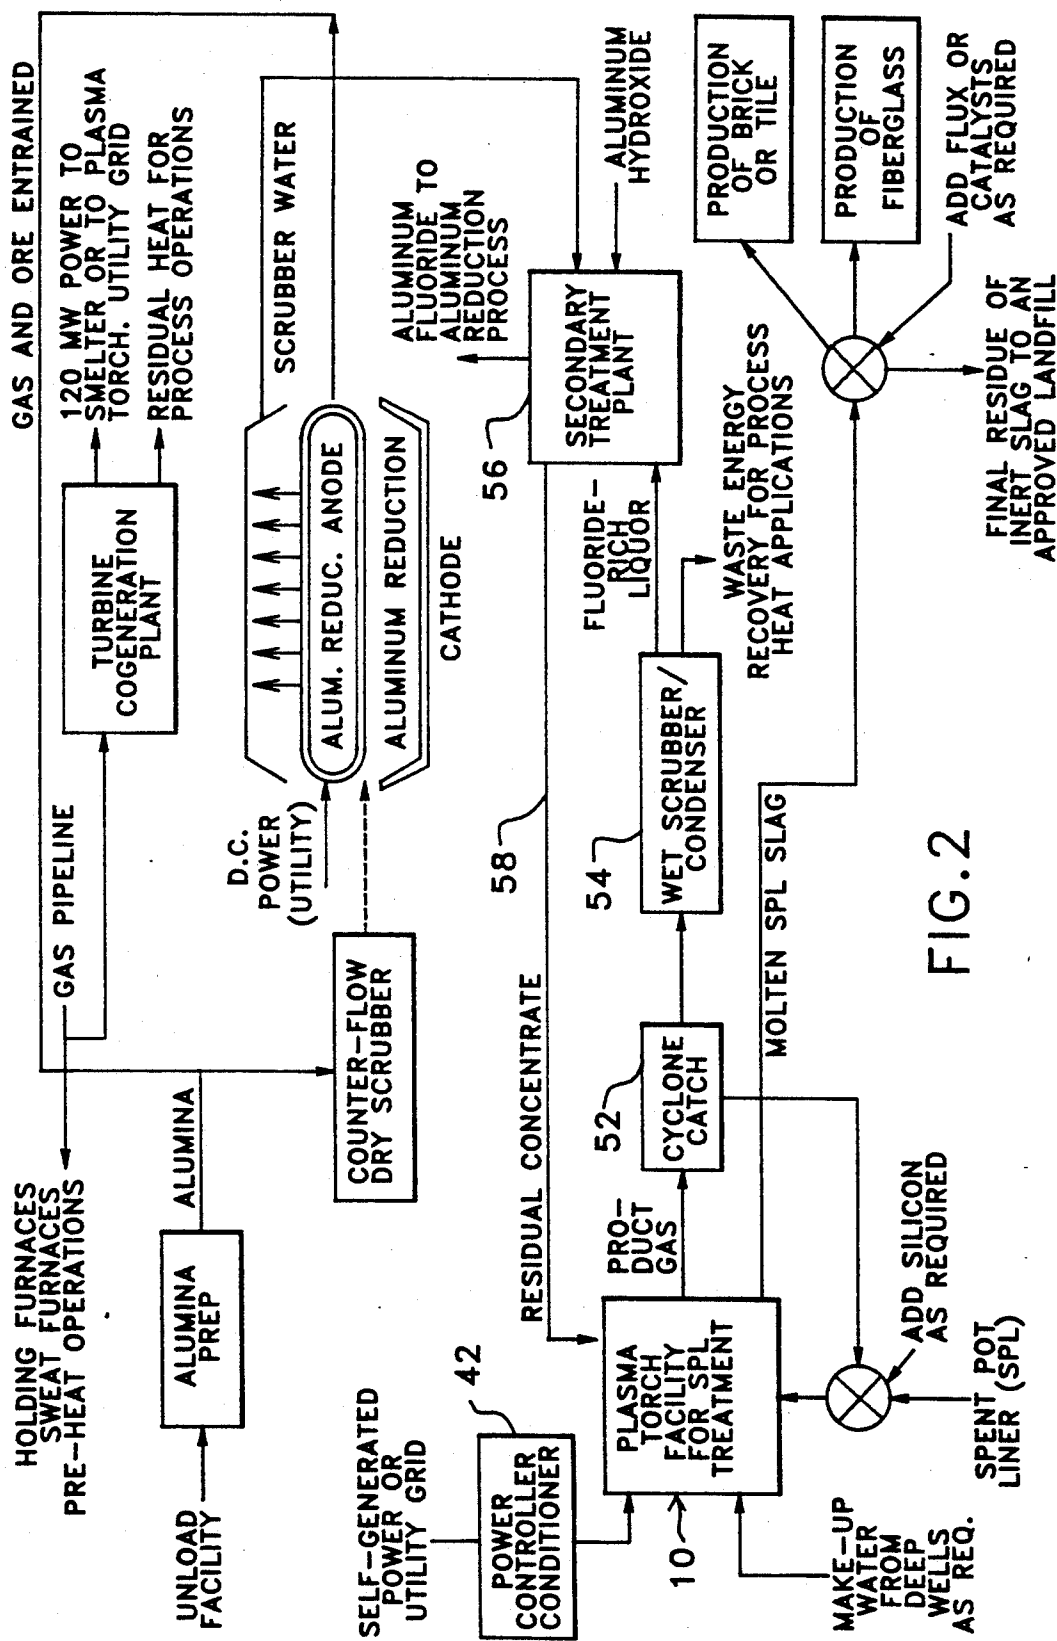 HOLDING FURNACES
SWEAT FURNACES
PRE-HEAT OPERATIONS
GAS PIPELINE
GAS AND ORE ENTRAINED
UNLOAD
FACILITY
ALUMINA
PREP
ALUMINA
TURBINE
COGENERATION
PLANT
120 MW POWER TO
SMELTER OR TO PLASMA
TORCH. UTILITY GRID
RESIDUAL HEAT FOR
PROCESS OPERATIONS
COUNTER-FLOW
DRY SCRUBBER
D.C.
POWER
(UTILITY)
ALUM. REDUC. ANODE
ALUMINUM REDUCTION
CATHODE
SCRUBBER WATER
SELF-GENERATED
POWER OR
UTILITY GRID
42
POWER
CONTROLLER
CONDITIONER
RESIDUAL CONCENTRATE
58
ALUMINUM
FLUORIDE TO
ALUMINUM
REDUCTION
PROCESS
56
SECONDARY
TREATMENT
PLANT
ALUMINUM
HYDROXIDE
10
PLASMA
TORCH
FACILITY
FOR SPL
TREATMENT
PRO-
DUCT
GAS
52
CYCLONE
CATCH
54
WET SCRUBBER/
CONDENSER
FLUORIDE-
RICH
LIQUOR
WASTE ENERGY
RECOVERY FOR PROCESS
HEAT APPLICATIONS
MOLTEN SPL SLAG
PRODUCTION
OF BRICK
OR TILE
PRODUCTION
OF
FIBERGLASS
ADD FLUX OR
CATALYSTS
AS REQUIRED
FINAL RESIDUE OF
INERT SLAG TO AN
APPROVED LANDFILL
MAKE-UP
WATER
FROM
DEEP
WELLS
AS REQ.
SPENT POT
LINER (SPL)
ADD SILICON
AS REQUIRED
FIG.2